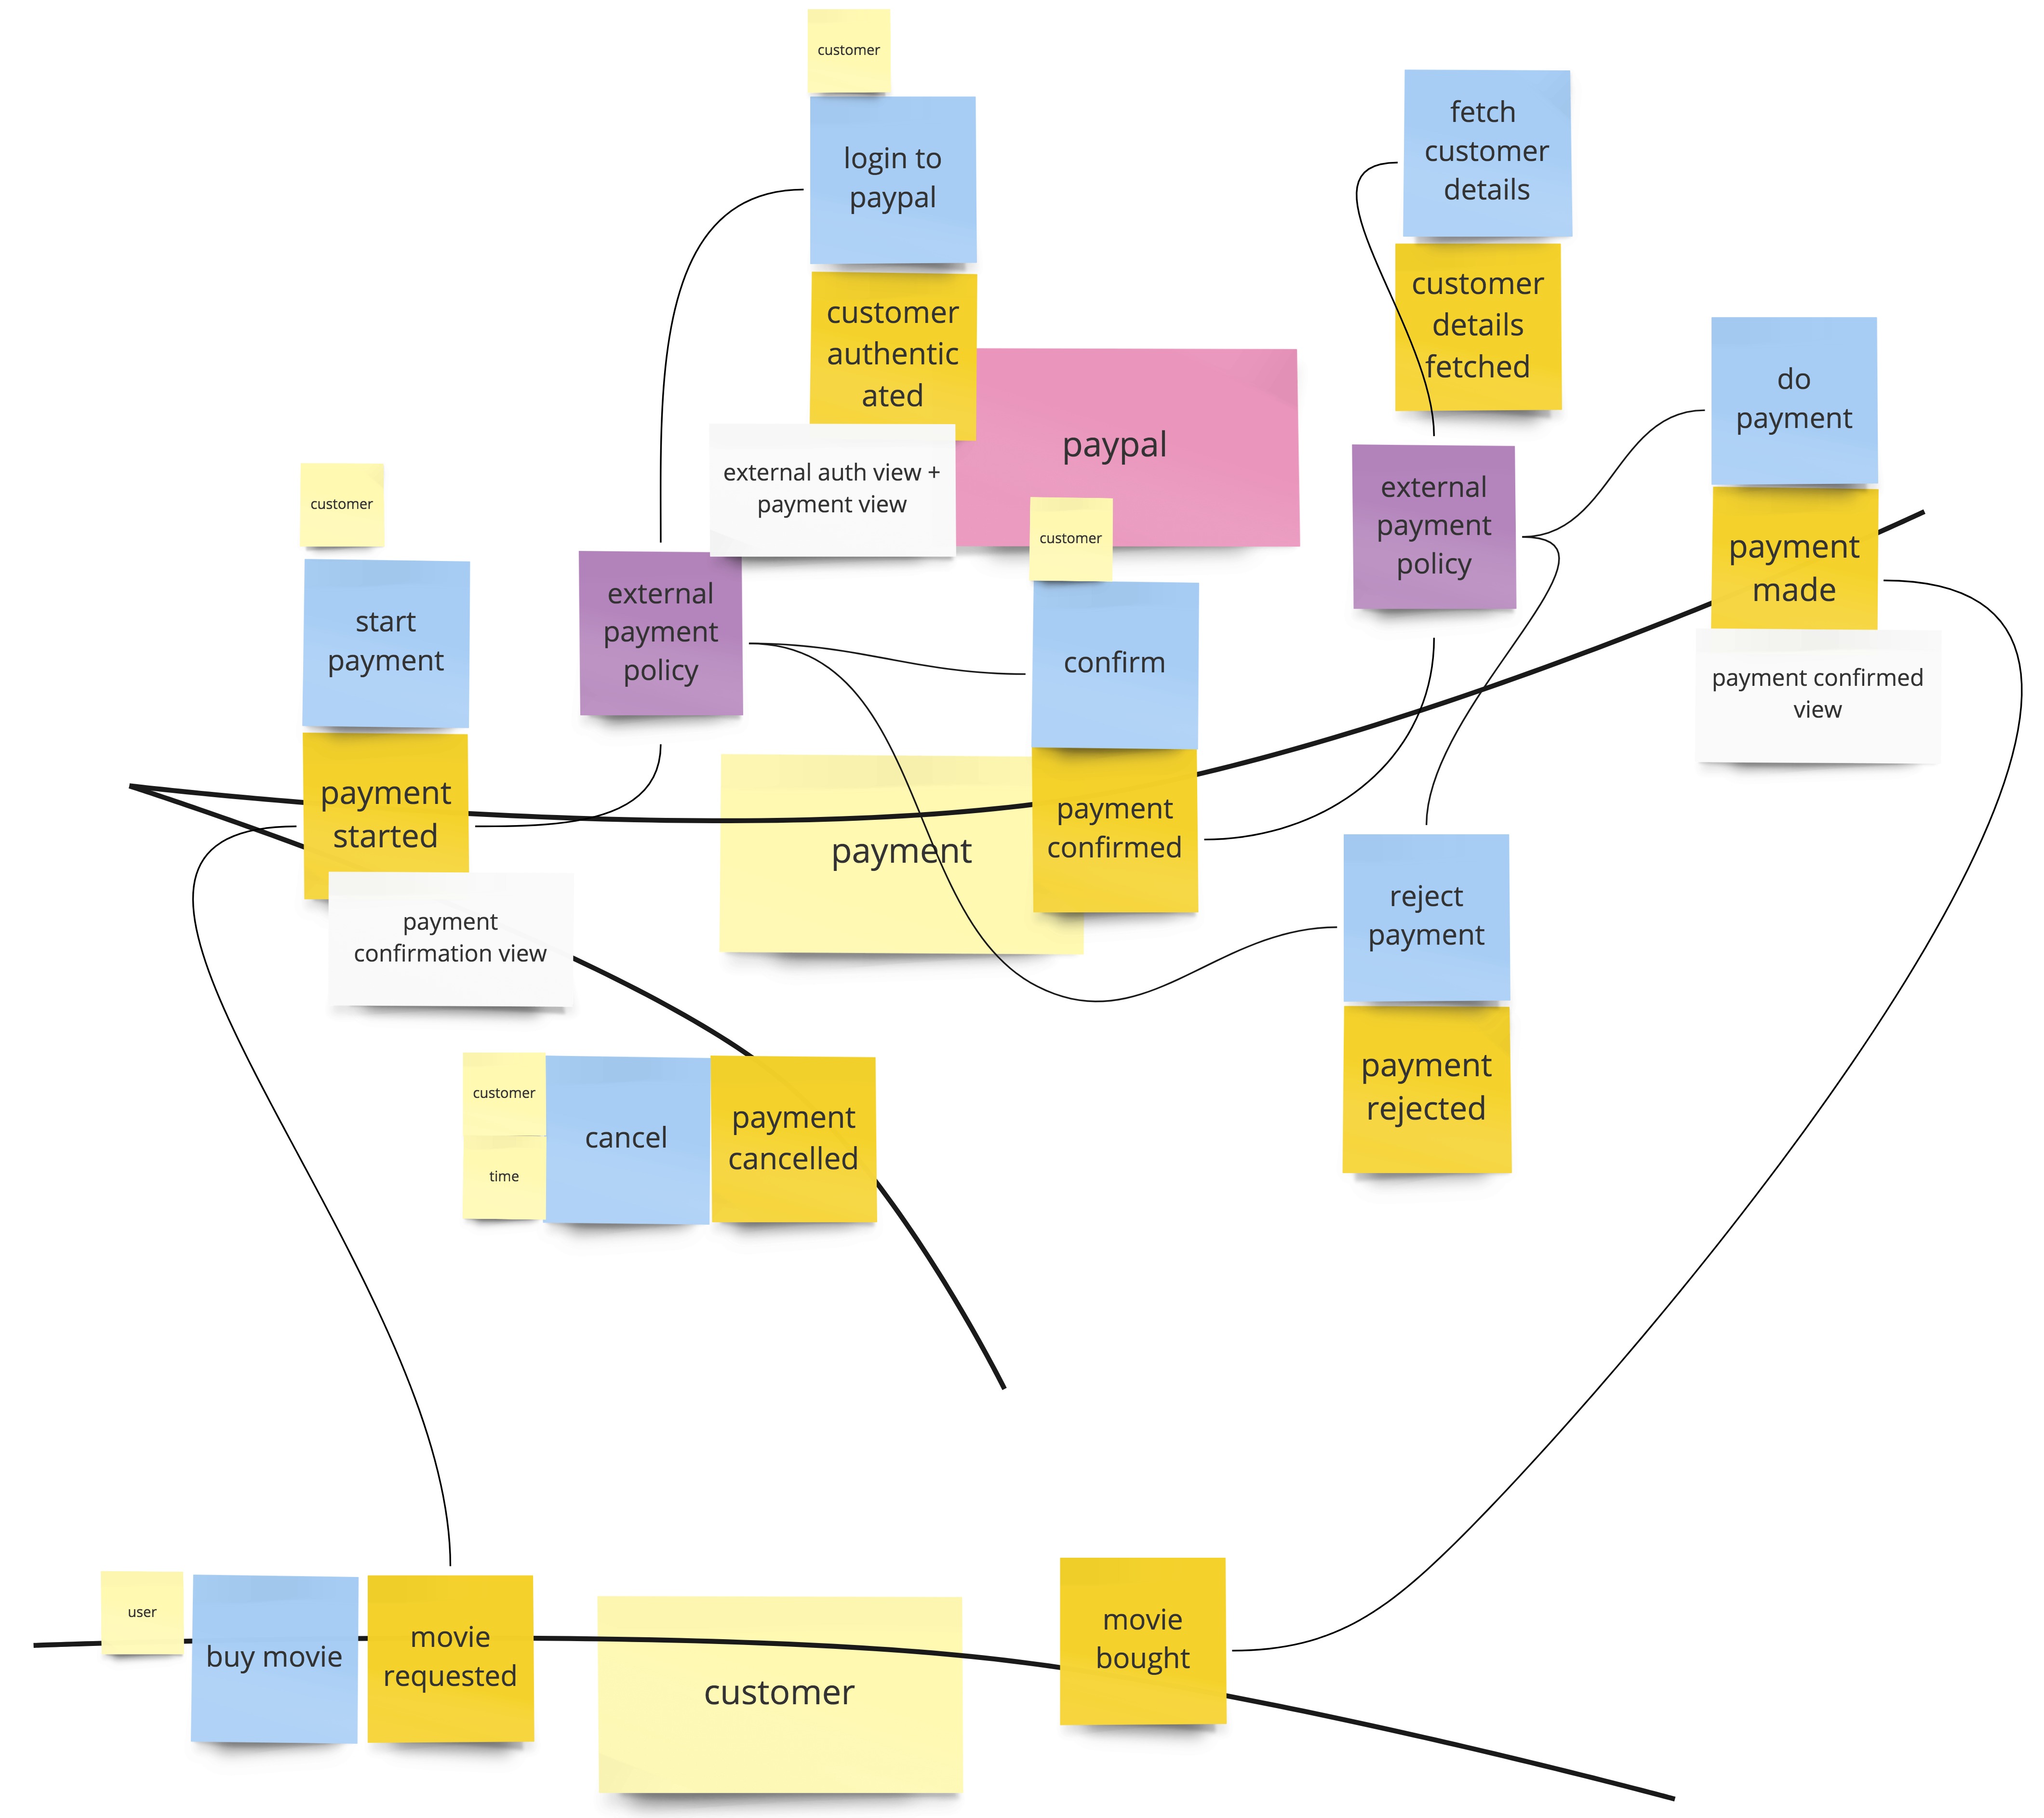 customer
login to
paypal
customer
authentic
ated
external auth view +
payment view
paypal
fetch
customer
details
customer
details
fetched
external
payment
policy
do
payment
payment
made
payment confirmed
view
customer
start
payment
payment
started
payment
confirmation view
external
payment
policy
customer
confirm
payment
confirmed
payment
reject
payment
payment
rejected
customer
time
cancel
payment
cancelled
user
buy movie
movie
requested
customer
movie
bought